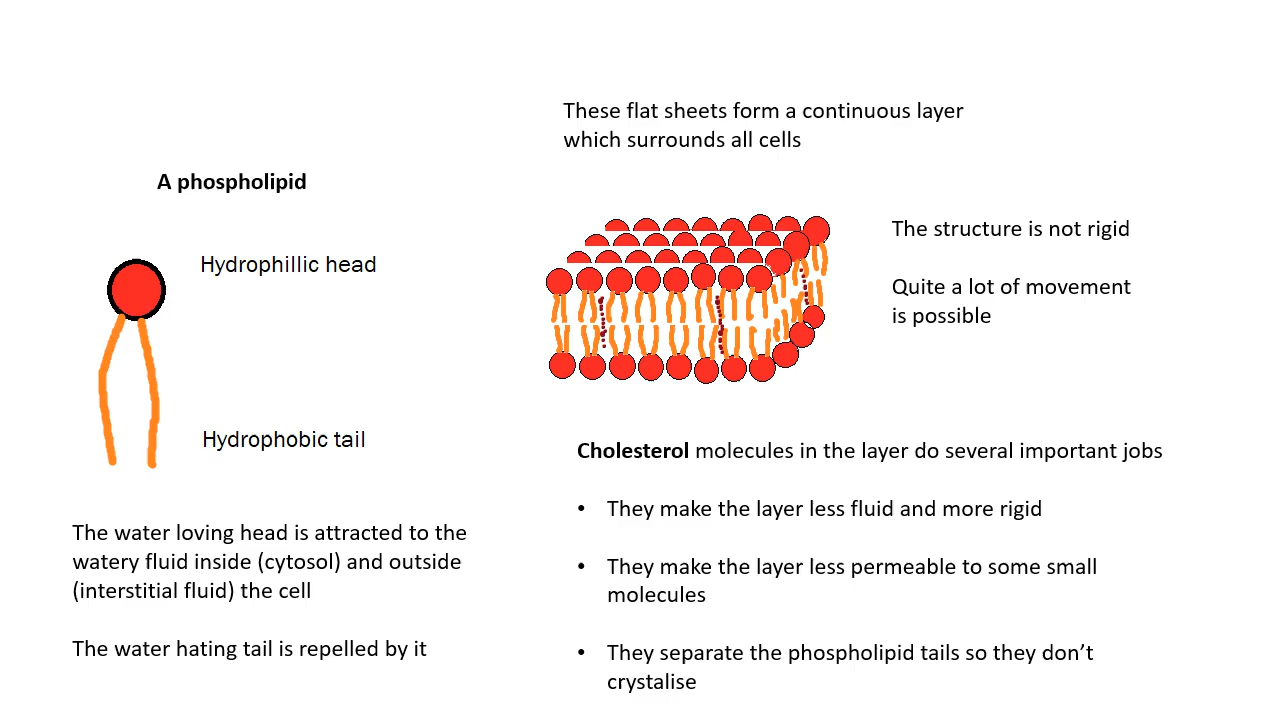 A phospholipid
Hydrophillic head
Hydrophobic tail
The water loving head is attracted to the
watery fluid inside (cytosol) and outside
(interstitial fluid) the cell
The water hating tail is repelled by it
These flat sheets form a continuous layer
which surrounds all cells
The structure is not rigid
Quite a lot of movement
is possible
Cholesterol molecules in the layer do several important jobs
• They make the layer less fluid and more rigid
• They make the layer less permeable to some small
molecules
• They separate the phospholipid tails so they don’t
crystalise